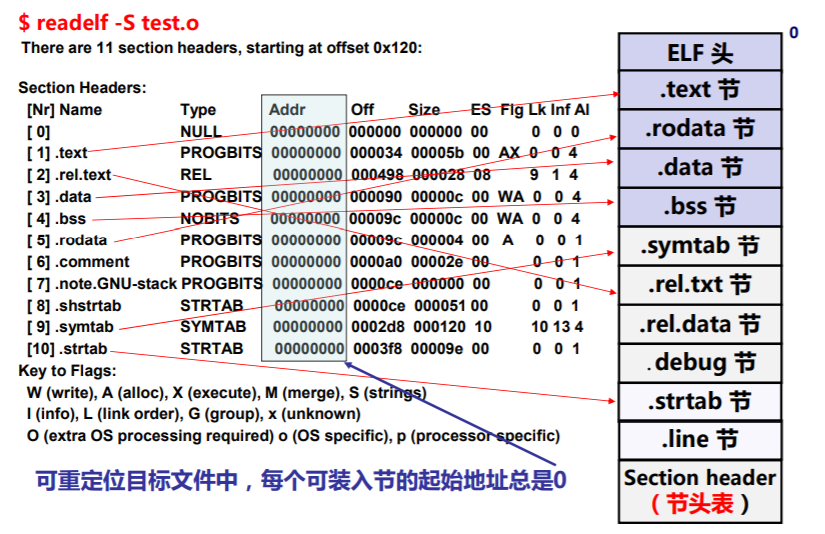 $ readelf -S test.o
There are 11 section headers, starting at offset 0x120:
Section Headers:
[Nr] Name Type Addr Off Size ES Flg Lk Inf Al
[ 0] NULL 00000000 000000 000000 00 0 0 0
[ 1] .text PROGBITS 00000000 000034 00005b 00 AX 0 0 4
[ 2] .rel.text REL 00000000 000498 000028 08 9 1 4
[ 3] .data PROGBITS 00000000 000090 00000c 00 WA 0 0 4
[ 4] .bss NOBITS 00000000 00009c 00000c 00 WA 0 0 4
[ 5] .rodata PROGBITS 00000000 00009c 000004 00 A 0 0 1
[ 6] .comment PROGBITS 00000000 0000a0 00002e 00 0 0 1
[ 7] .note.GNU-stack PROGBITS 00000000 0000ce 000000 00 0 0 1
[ 8] .shstrtab STRTAB 00000000 0000ce 000051 00 0 0 1
[ 9] .symtab SYMTAB 00000000 0002d8 000120 10 10 13 4
[10] .strtab STRTAB 00000000 0003f8 00009e 00 0 0 1
Key to Flags:
W (write), A (alloc), X (execute), M (merge), S (strings)
I (info), L (link order), G (group), x (unknown)
O (extra OS processing required) o (OS specific), p (processor specific)
可重定位目标文件中，每个可装入节的起始地址总是0
0
ELF 头
.text 节
.rodata 节
.data 节
.bss 节
.symtab 节
.rel.txt 节
.rel.data 节
.debug 节
.strtab 节
.line 节
Section header
（节头表）